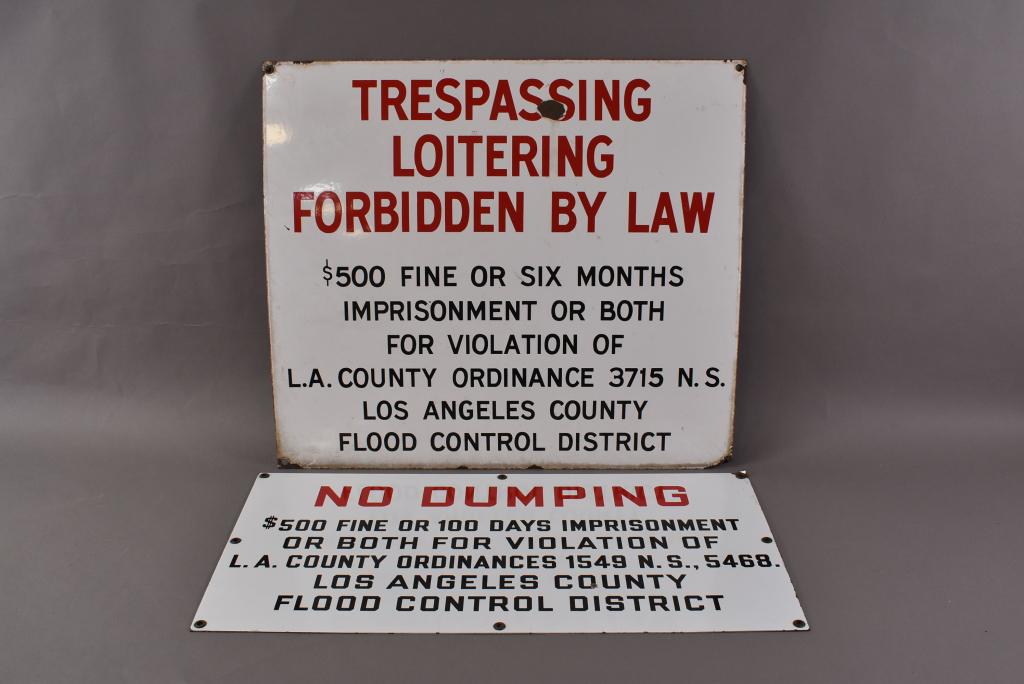 TRESPASSING
LOITERING
FORBIDDEN BY LAW
$500 FINE OR SIX MONTHS
IMPRISONMENT OR BOTH
FOR VIOLATION OF
L.A. COUNTY ORDINANCE 3715 N.S.
LOS ANGELES COUNTY
FLOOD CONTROL DISTRICT
NO DUMPING
$500 FINE OR 100 DAYS IMPRISONMENT
OR BOTH FOR VIOLATION OF
L.A. COUNTY ORDINANCES 1549 N.S., 5468.
LOS ANGELES COUNTY
FLOOD CONTROL DISTRICT